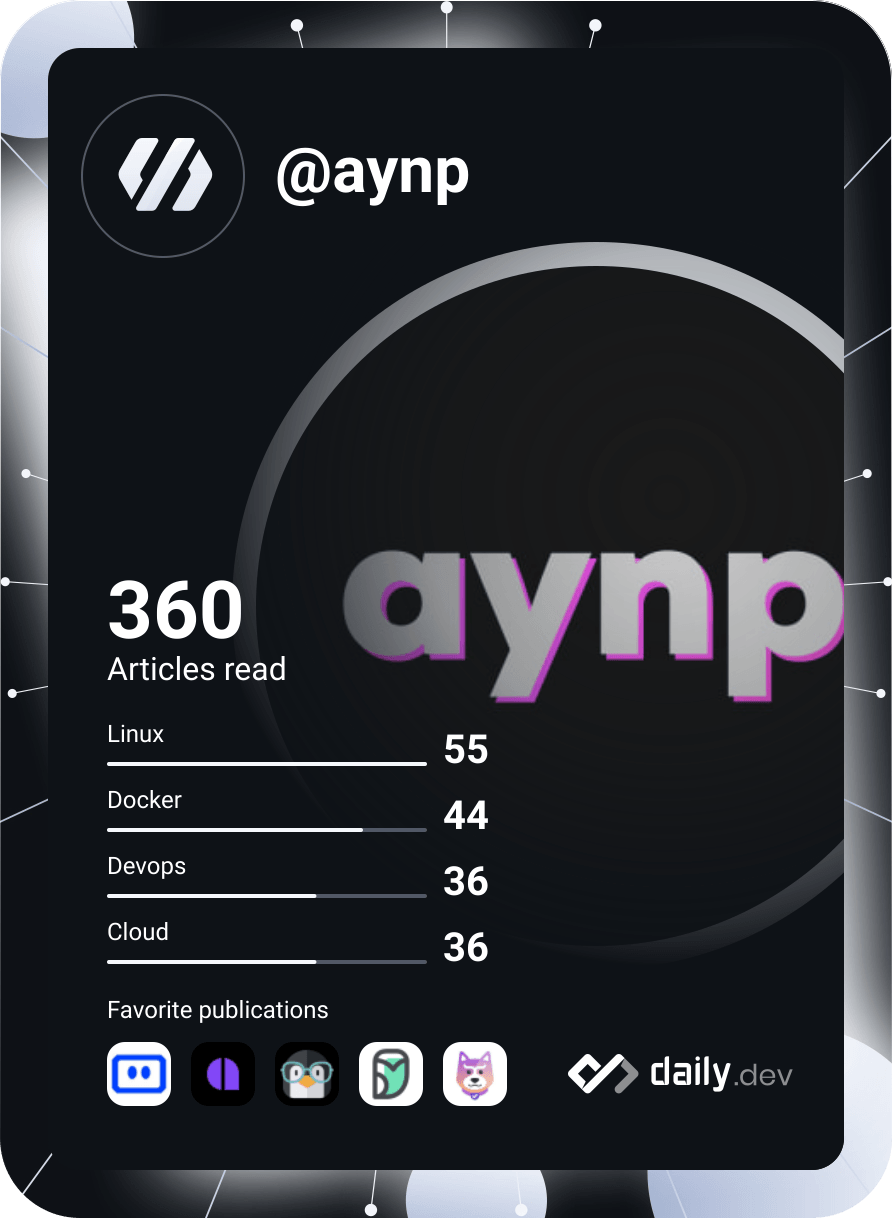 @aynp
aynp
360
Articles read
Linux
55
Docker
44
Devops
36
Cloud
36
Favorite publications
daily.dev